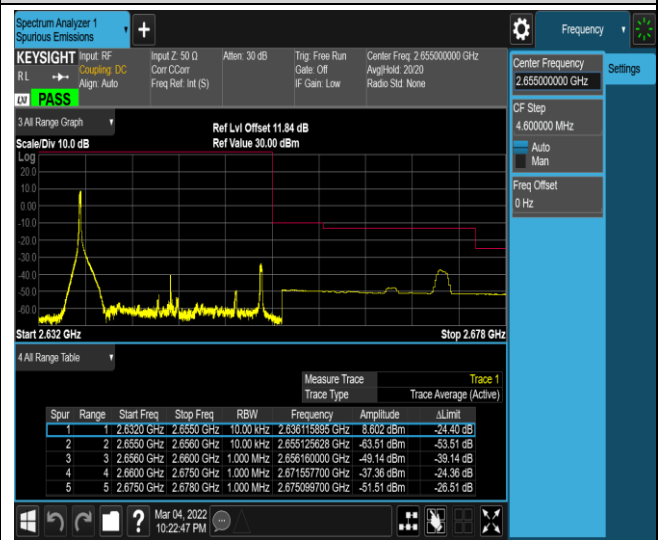 Spectrum Analyzer 1
Spurious Emissions
+
Frequency
KEYSIGHT Input: RF Input Z: 50 Ω Atten: 30 dB Trig: Free Run Center Freq: 2.655000000 GHz
RL Coupling: DC Corr CCorr Gate: Off Avg|Hold: 20/20
Align: Auto Freq Ref: Int (S) IF Gain: Low Radio Std: None
LXI PASS
Center Frequency
2.655000000 GHz
Settings
CF Step
4.600000 MHz
Auto
Man
Freq Offset
0 Hz
3 All Range Graph
Ref Lvl Offset 11.84 dB
Scale/Div 10.0 dB Ref Value 30.00 dBm
Log
20.0
10.0
0.00
-10.0
-20.0
-30.0
-40.0
-50.0
-60.0
Start 2.632 GHz Stop 2.678 GHz
4 All Range Table
Measure Trace Trace 1
Trace Type Trace Average (Active)
Spur Range Start Freq Stop Freq RBW Frequency Amplitude ΔLimit
1 1 2.6320 GHz 2.6550 GHz 10.00 kHz 2.636115895 GHz 8.602 dBm -24.40 dB
2 2 2.6550 GHz 2.6560 GHz 10.00 kHz 2.655125628 GHz -63.51 dBm -53.51 dB
3 3 2.6560 GHz 2.6600 GHz 1.000 MHz 2.656160000 GHz -49.14 dBm -39.14 dB
4 4 2.6600 GHz 2.6750 GHz 1.000 MHz 2.671557700 GHz -37.36 dBm -24.36 dB
5 5 2.6750 GHz 2.6780 GHz 1.000 MHz 2.675099700 GHz -51.51 dBm -26.51 dB
? Mar 04, 2022
10:22:47 PM